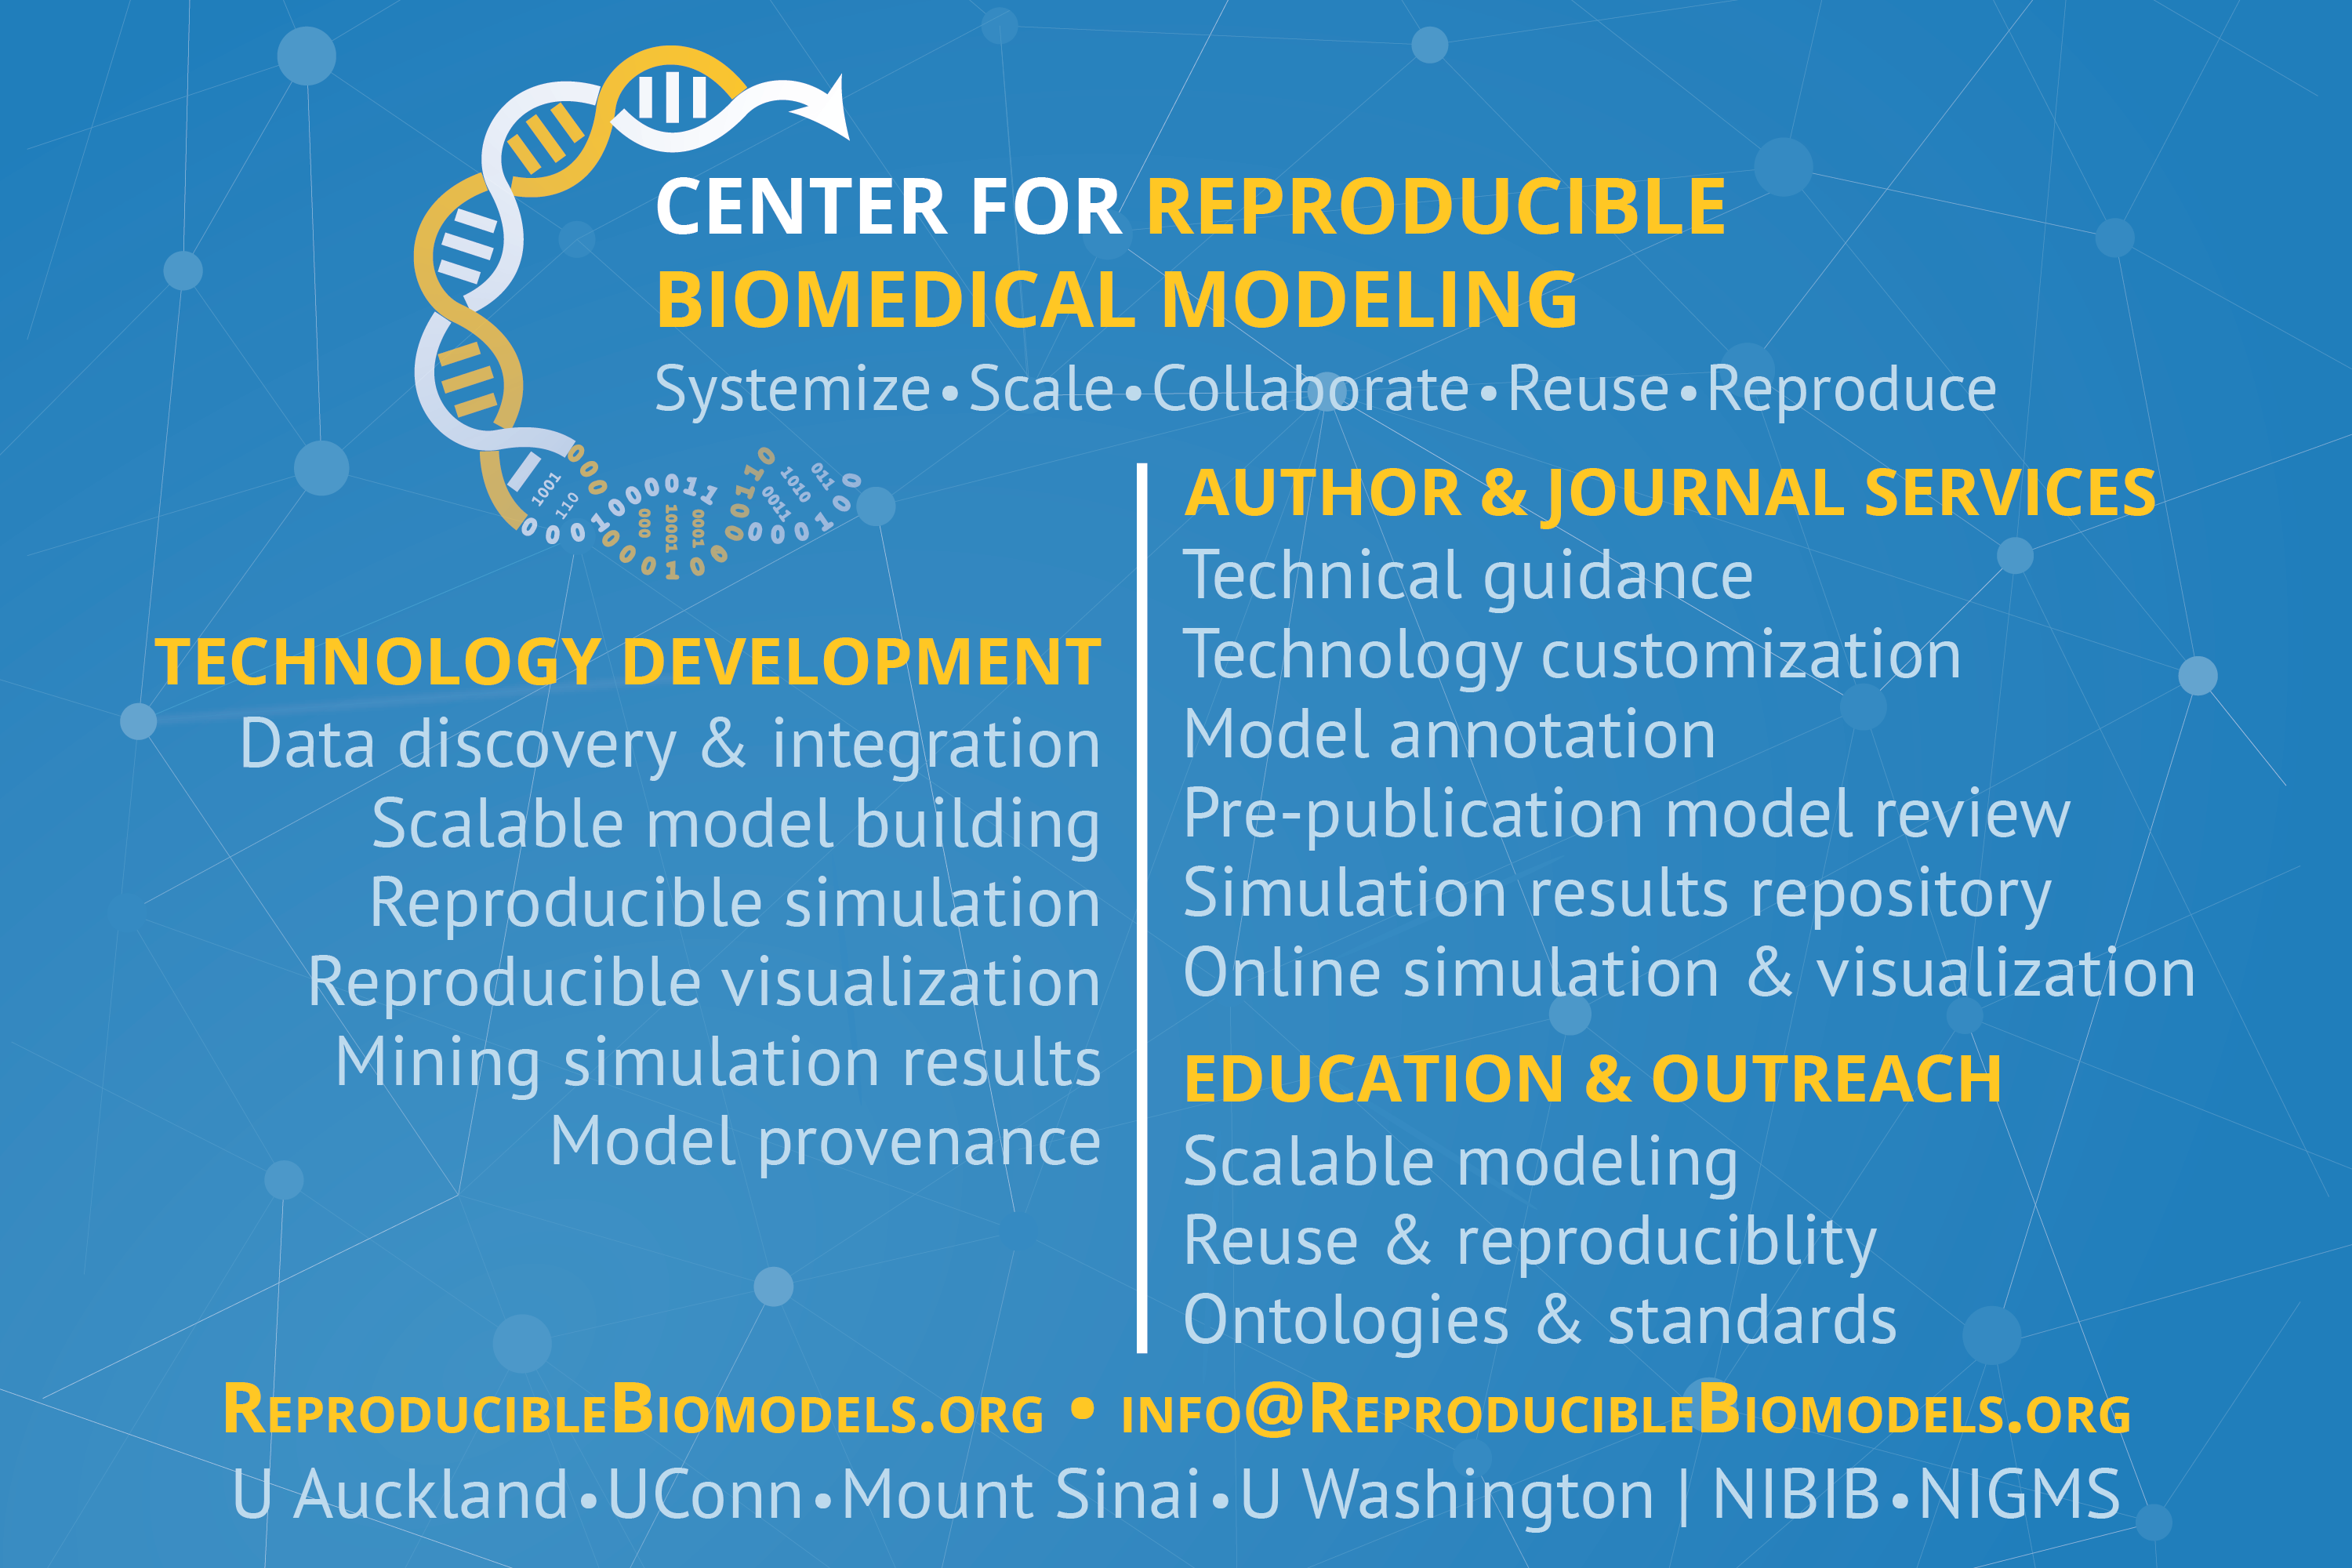 CENTER FOR REPRODUCIBLE
BIOMEDICAL MODELING
Systemize•Scale•Collaborate•Reuse•Reproduce
TECHNOLOGY DEVELOPMENT
Data discovery & integration
Scalable model building
Reproducible simulation
Reproducible visualization
Mining simulation results
Model provenance
AUTHOR & JOURNAL SERVICES
Technical guidance
Technology customization
Model annotation
Pre-publication model review
Simulation results repository
Online simulation & visualization
EDUCATION & OUTREACH
Scalable modeling
Reuse & reproduciblity
Ontologies & standards
ReproducibleBiomodels.org • info@ReproducibleBiomodels.org
U Auckland•UConn•Mount Sinai•U Washington | NIBIB•NIGMS